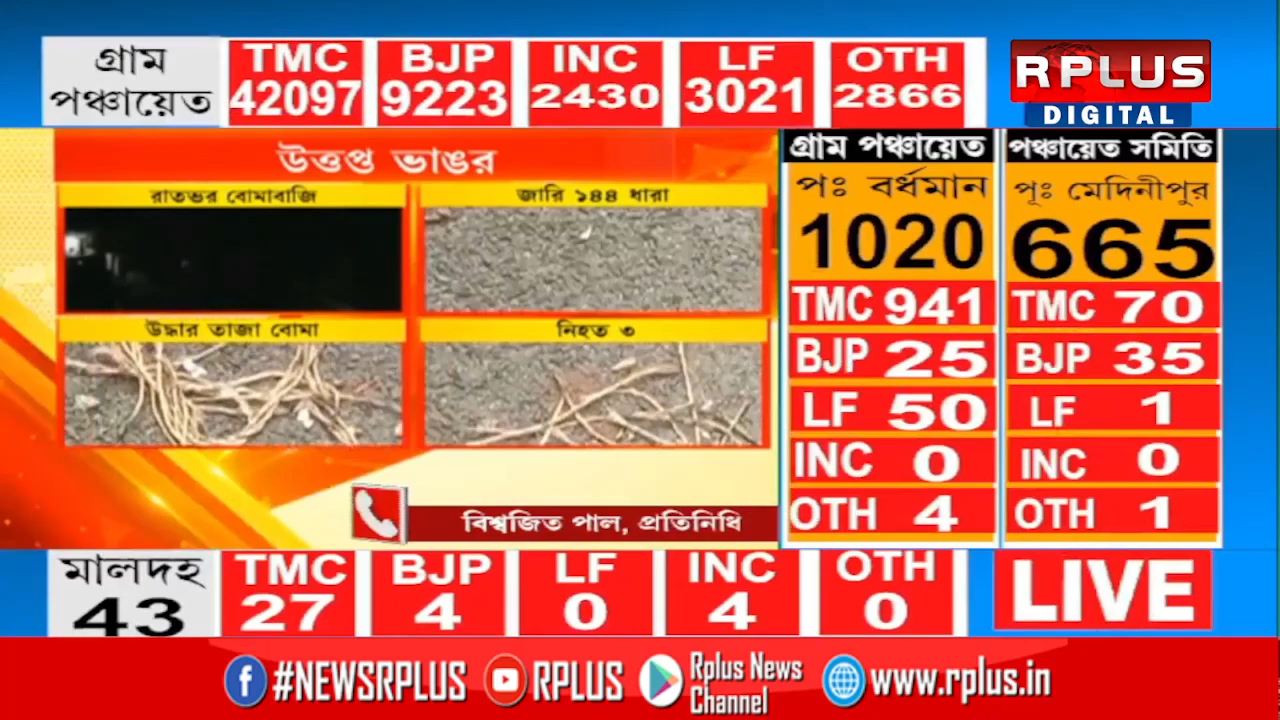 গ্রাম পঞ্চায়েত
TMC 42097
BJP 9223
INC 2430
LF 3021
OTH 2866
RPLUS
DIGITAL
উত্তপ্ত ভাঙর
রাতভর বোমাবাজি
জারি ১৪৪ ধারা
উদ্ধার তাজা বোমা
নিহত ৩
বিশ্বজিত পাল, প্রতিনিধি
গ্রাম পঞ্চায়েত
পঃ বর্ধমান
1020
TMC 941
BJP 25
LF 50
INC 0
OTH 4
পঞ্চায়েত সমিতি
পূঃ মেদিনীপুর
665
TMC 70
BJP 35
LF 1
INC 0
OTH 1
মালদহ
43
TMC 27
BJP 4
LF 0
INC 4
OTH 0
LIVE
#NEWSRPLUS
RPLUS
Rplus News
Channel
www.rplus.in